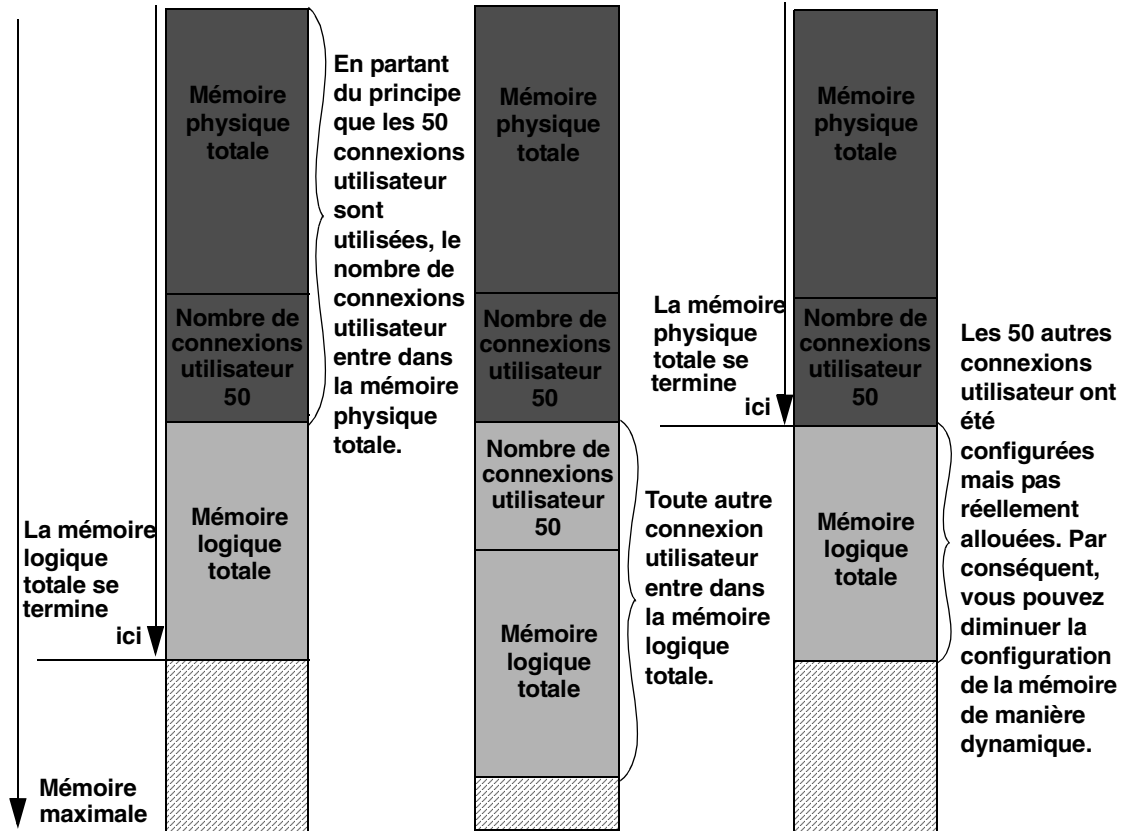 Mémoire
physique
totale
Nombre de
connexions
utilisateur
50
Mémoire
logique
totale
La mémoire
logique
totale se
termine
ici
Mémoire
maximale
En partant
du principe
que les 50
connexions
utilisateur
sont
utilisées, le
nombre de
connexions
utilisateur
entre dans
la mémoire
physique
totale.
Mémoire
physique
totale
Nombre de
connexions
utilisateur
50
Nombre de
connexions
utilisateur
50
Mémoire
logique
totale
Toute autre
connexion
utilisateur
entre dans
la mémoire
logique
totale.
La mémoire
physique
totale se
termine
ici
Mémoire
physique
totale
Nombre de
connexions
utilisateur
50
Mémoire
logique
totale
Les 50 autres
connexions
utilisateur ont
été
configurées
mais pas
réellement
allouées. Par
conséquent,
vous pouvez
diminuer la
configuration
de la mémoire
de manière
dynamique.